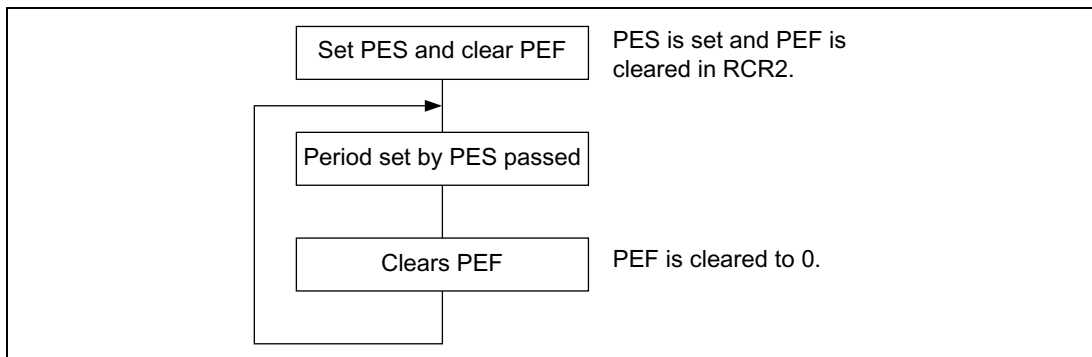 Set PES and clear PEF
PES is set and PEF is
cleared in RCR2.
Period set by PES passed
Clears PEF
PEF is cleared to 0.